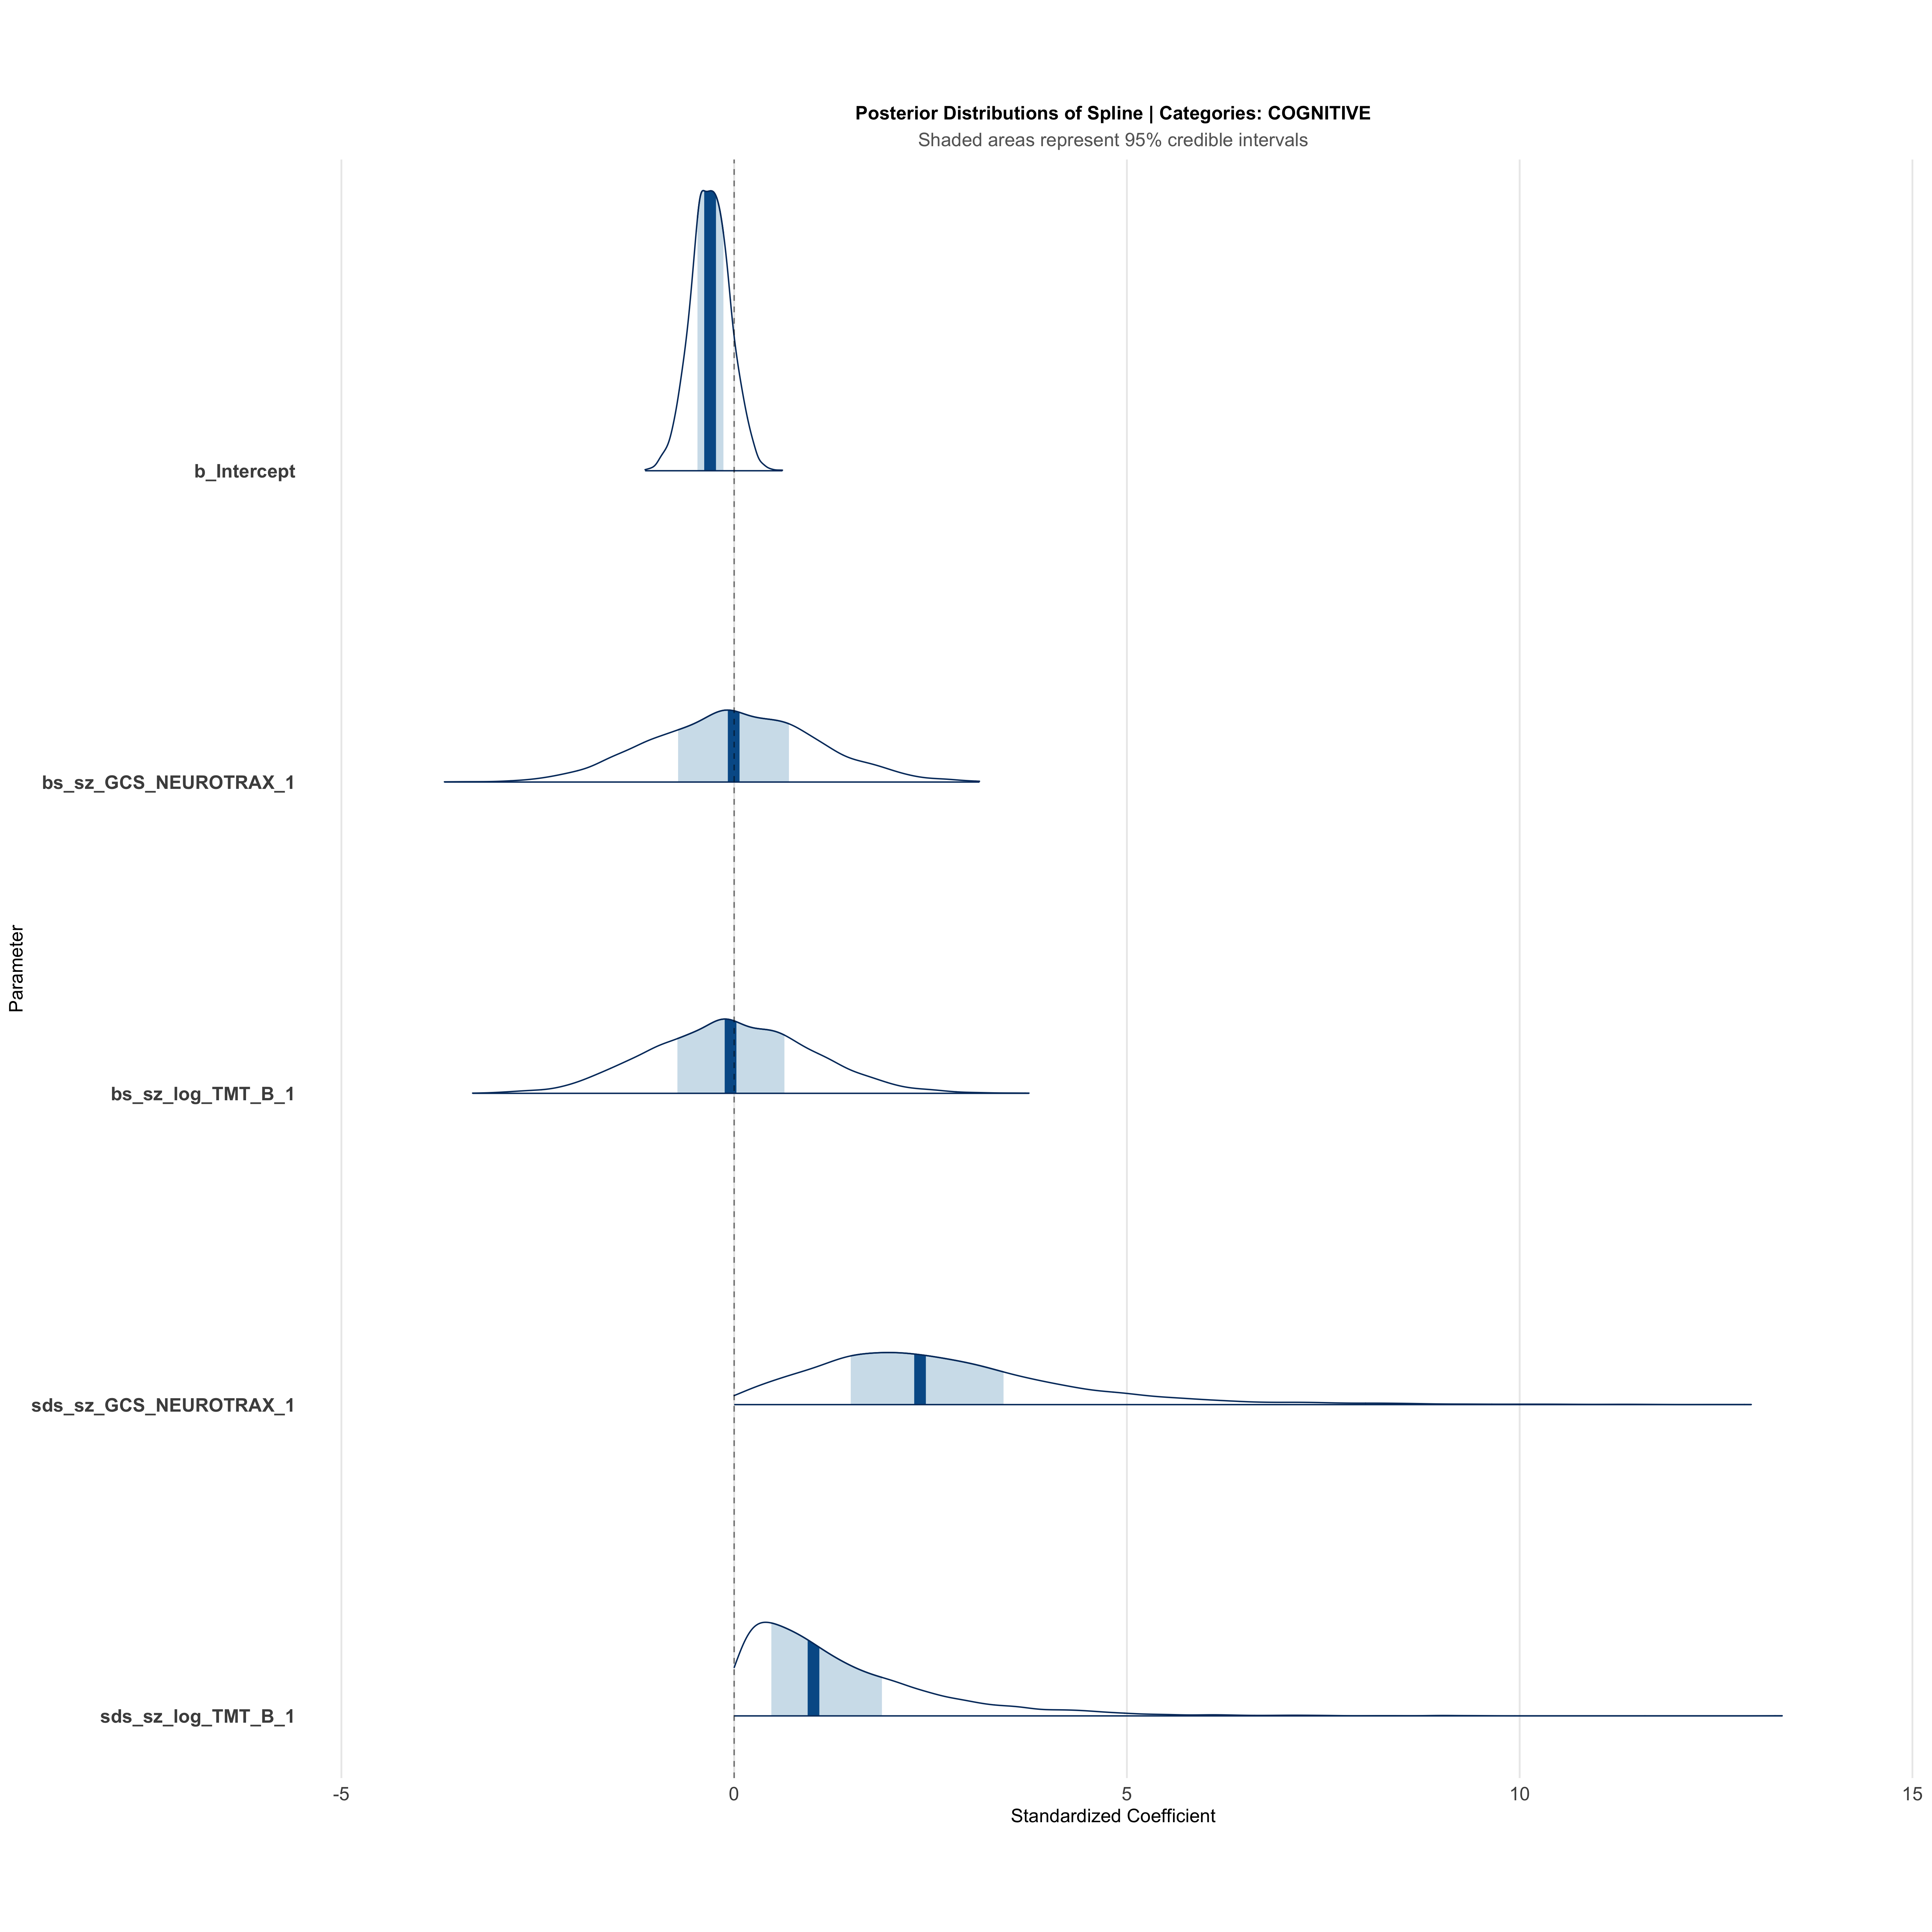 Posterior Distributions of Spline | Categories: COGNITIVE
Shaded areas represent 95% credible intervals
b_Intercept
bs_sz_GCS_NEUROTRAX_1
Parameter
bs_sz_log_TMT_B_1
sds_sz_GCS_NEUROTRAX_1
sds_sz_log_TMT_B_1
-5 0 5 10 15
Standardized Coefficient